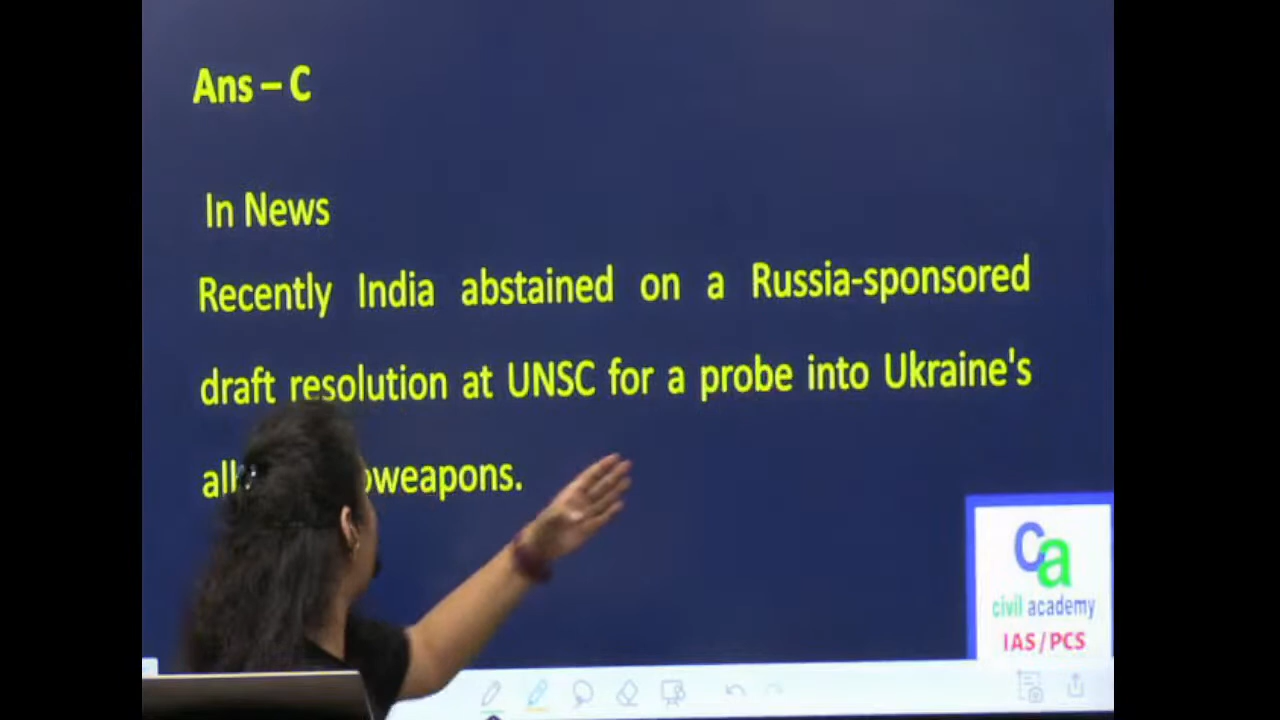 Ans – C
In News
Recently India abstained on a Russia-sponsored
draft resolution at UNSC for a probe into Ukraine's
Ca
civil academy
IAS/PCS